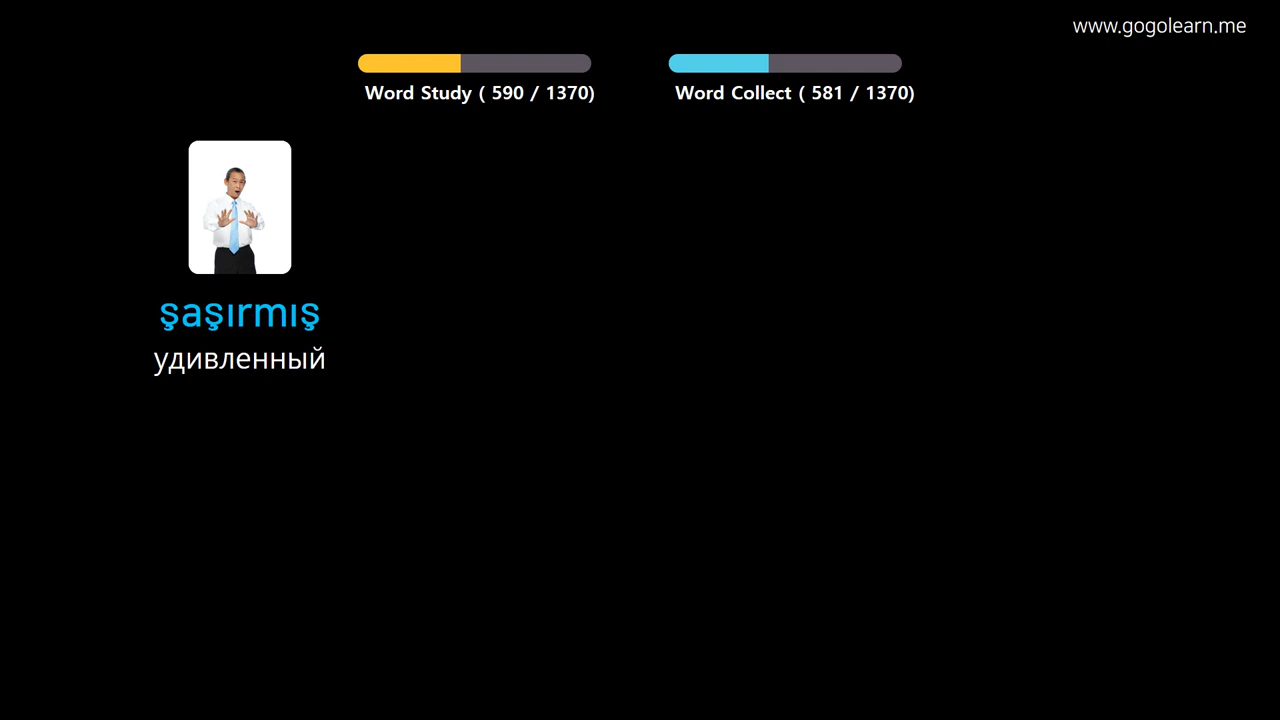 www.gogolearn.me
Word Study ( 590 / 1370)
Word Collect ( 581 / 1370)
şaşırmış
удивленный